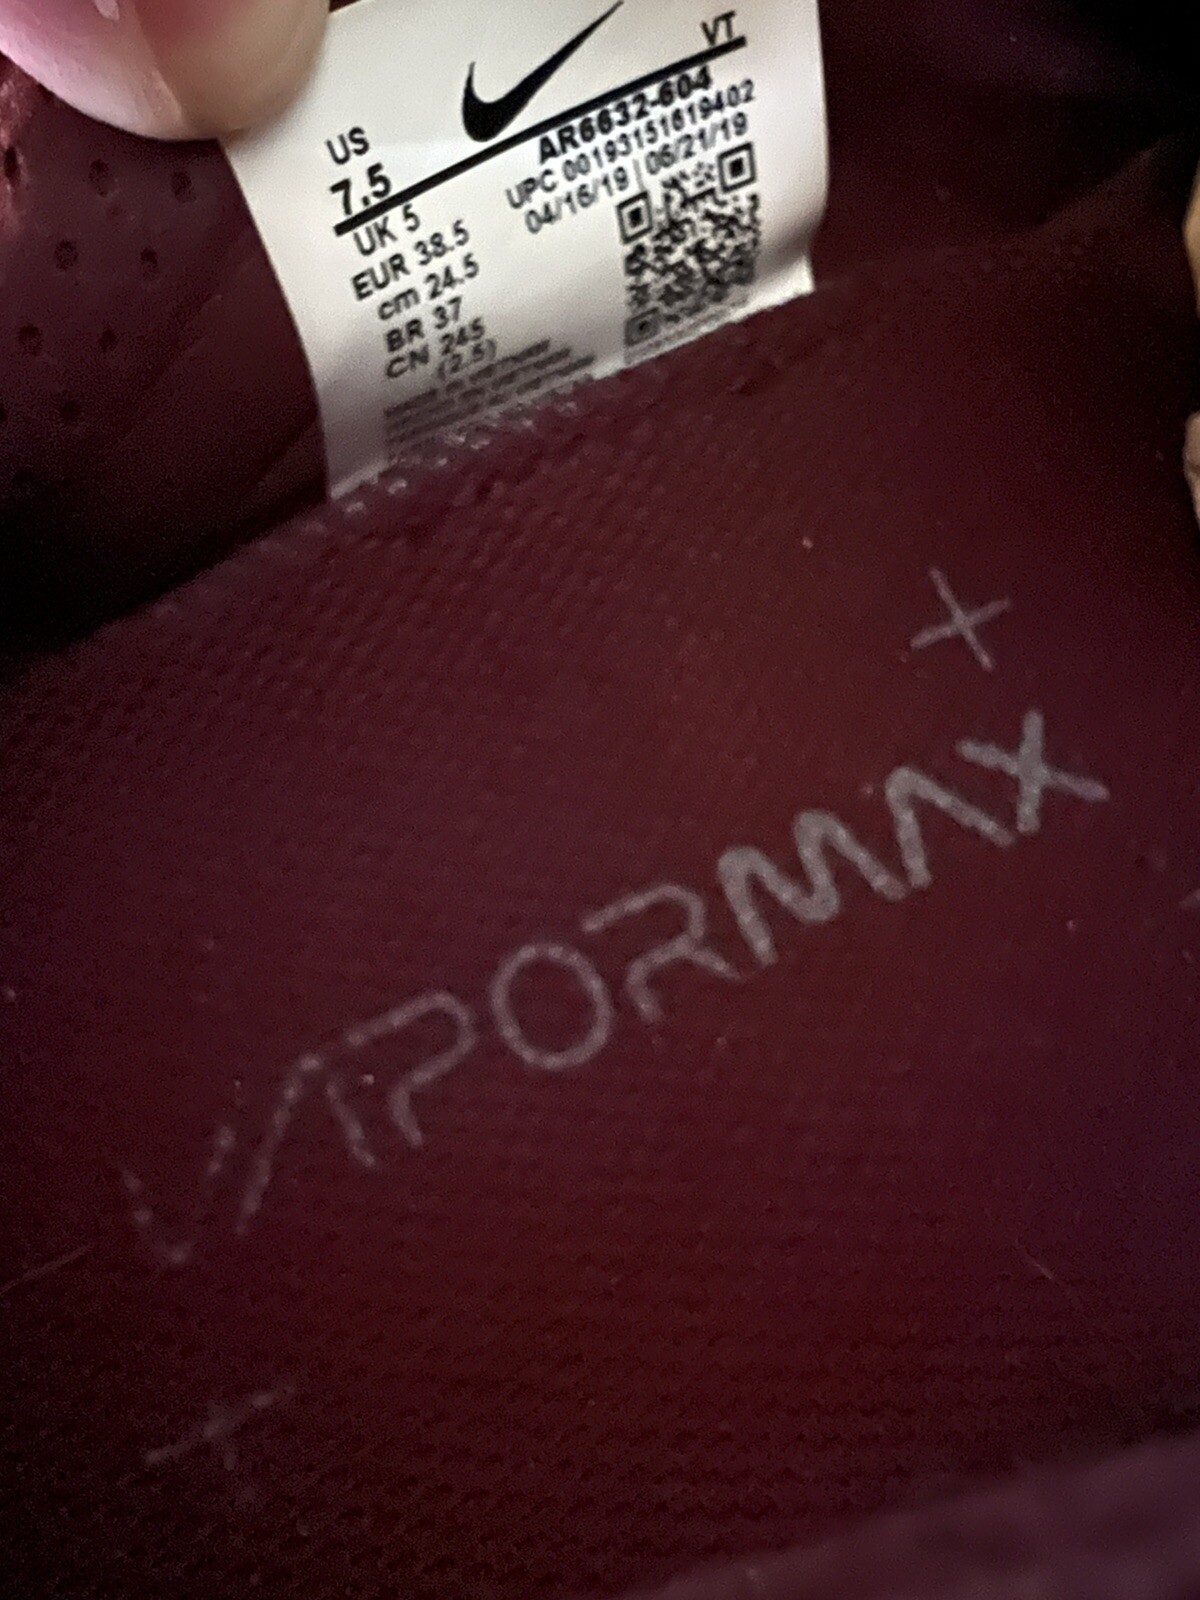 VT
US
7.5
AR6632-604
UPC 00193151619402
04/16/19 | 06/21/19
UK 5
EUR 38.5
cm 24.5
BR 37
CN 245
(2.5)
VAPORMAX